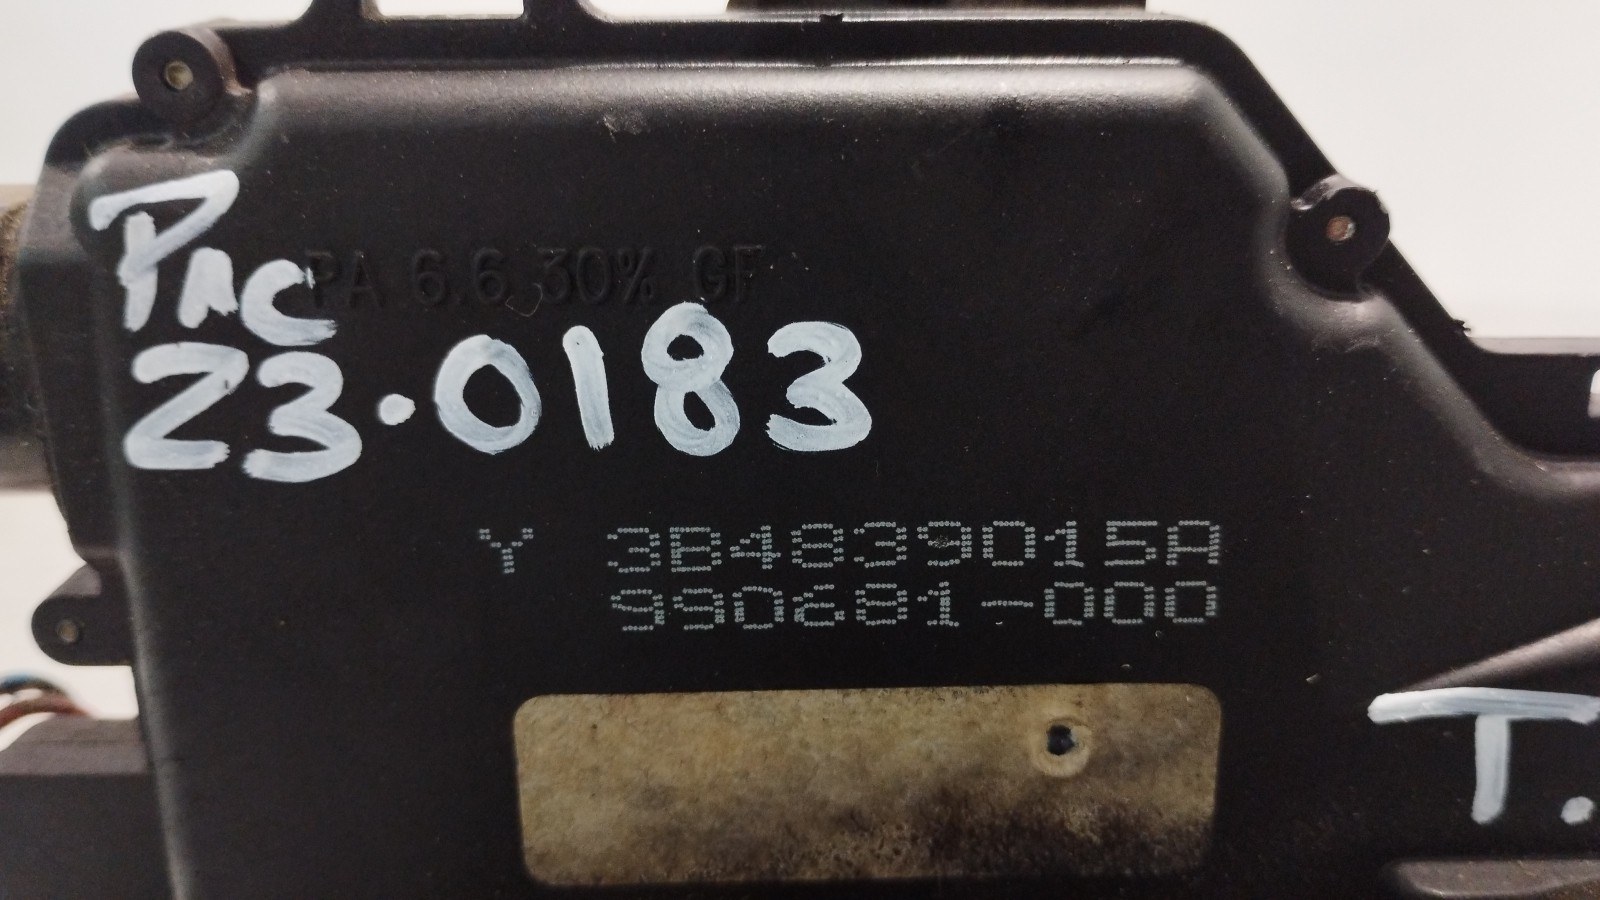 PAC
PA 6.6 30% GF
23.0183
Y 3B4839015A
990681-000
T.